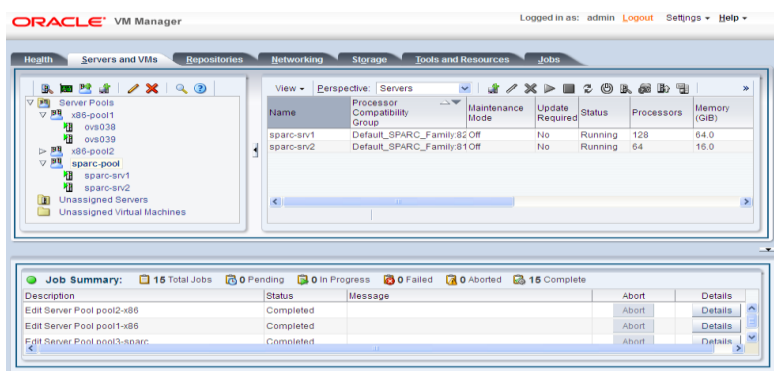 ORACLE® VM Manager
Logged in as: admin Logout Settings Help
Health Servers and VMs Repositories Networking Storage Tools and Resources Jobs
View Perspective: Servers
Server Pools
x86-pool1
ovs038
ovs039
x86-pool2
sparc-pool
sparc-srv1
sparc-srv2
Unassigned Servers
Unassigned Virtual Machines
Name Processor Compatibility Group Maintenance Mode Update Required Status Processors Memory (GiB)
sparc-srv1 Default_SPARC_Family:82 Off No Running 128 64.0
sparc-srv2 Default_SPARC_Family:81 Off No Running 64 16.0
Job Summary: 15 Total Jobs 0 Pending 0 In Progress 0 Failed 0 Aborted 15 Complete
Description Status Message Abort Details
Edit Server Pool pool2-x86 Completed Abort Details
Edit Server Pool pool1-x86 Completed Abort Details
Edit Server Pool pool3-sparc Completed Abort Details